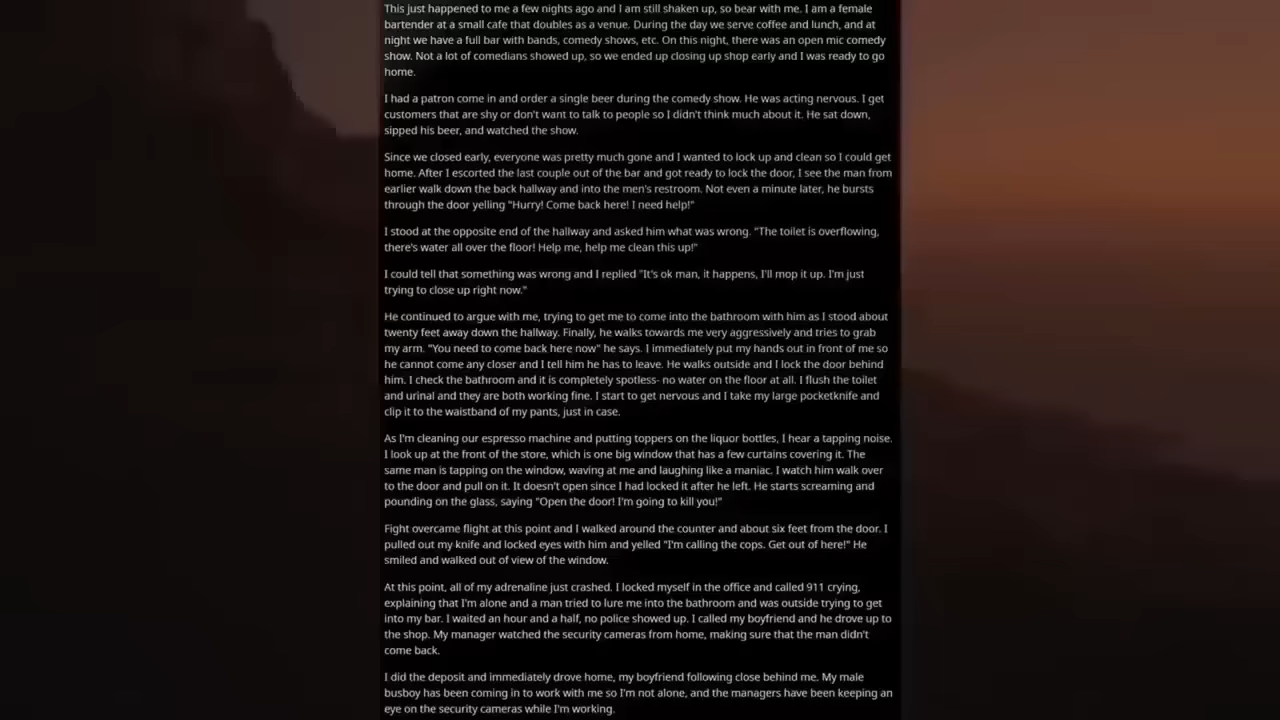 This just happened to me a few nights ago and I am still shaken up, so bear with me. I am a female
bartender at a small cafe that doubles as a venue. During the day we serve coffee and lunch, and at
night we have a full bar with bands, comedy shows, etc. On this night, there was an open mic comedy
show. Not a lot of comedians showed up, so we ended up closing up shop early and I was ready to go
home.
I had a patron come in and order a single beer during the comedy show. He was acting nervous. I get
customers that are shy or don't want to talk to people so I didn't think much about it. He sat down,
sipped his beer, and watched the show.
Since we closed early, everyone was pretty much gone and I wanted to lock up and clean so I could get
home. After I escorted the last couple out of the bar and got ready to lock the door, I see the man from
earlier walk down the back hallway and into the men's restroom. Not even a minute later, he bursts
through the door yelling "Hurry! Come back here! I need help!"
I stood at the opposite end of the hallway and asked him what was wrong. "The toilet is overflowing,
there's water all over the floor! Help me, help me clean this up!"
I could tell that something was wrong and I replied "It's ok man, it happens, I'll mop it up. I'm just
trying to close up right now."
He continued to argue with me, trying to get me to come into the bathroom with him as I stood about
twenty feet away down the hallway. Finally, he walks towards me very aggressively and tries to grab
my arm. "You need to come back here now" he says. I immediately put my hands out in front of me so
he cannot come any closer and I tell him he has to leave. He walks outside and I lock the door behind
him. I check the bathroom and it is completely spotless- no water on the floor at all. I flush the toilet
and urinal and they are both working fine. I start to get nervous and I take my large pocketknife and
clip it to the waistband of my pants, just in case.
As I'm cleaning our espresso machine and putting toppers on the liquor bottles, I hear a tapping noise.
I look up at the front of the store, which is one big window that has a few curtains covering it. The
same man is tapping on the window, waving at me and laughing like a maniac. I watch him walk over
to the door and pull on it. It doesn't open since I had locked it after he left. He starts screaming and
pounding on the glass, saying "Open the door! I'm going to kill you!"
Fight overcame flight at this point and I walked around the counter and about six feet from the door. I
pulled out my knife and locked eyes with him and yelled "I'm calling the cops. Get out of here!" He
smiled and walked out of view of the window.
At this point, all of my adrenaline just crashed. I locked myself in the office and called 911 crying,
explaining that I'm alone and a man tried to lure me into the bathroom and was outside trying to get
into my bar. I waited an hour and a half, no police showed up. I called my boyfriend and he drove up to
the shop. My manager watched the security cameras from home, making sure that the man didn't
come back.
I did the deposit and immediately drove home, my boyfriend following close behind me. My male
busboy has been coming in to work with me so I'm not alone, and the managers have been keeping an
eye on the security cameras while I'm working.